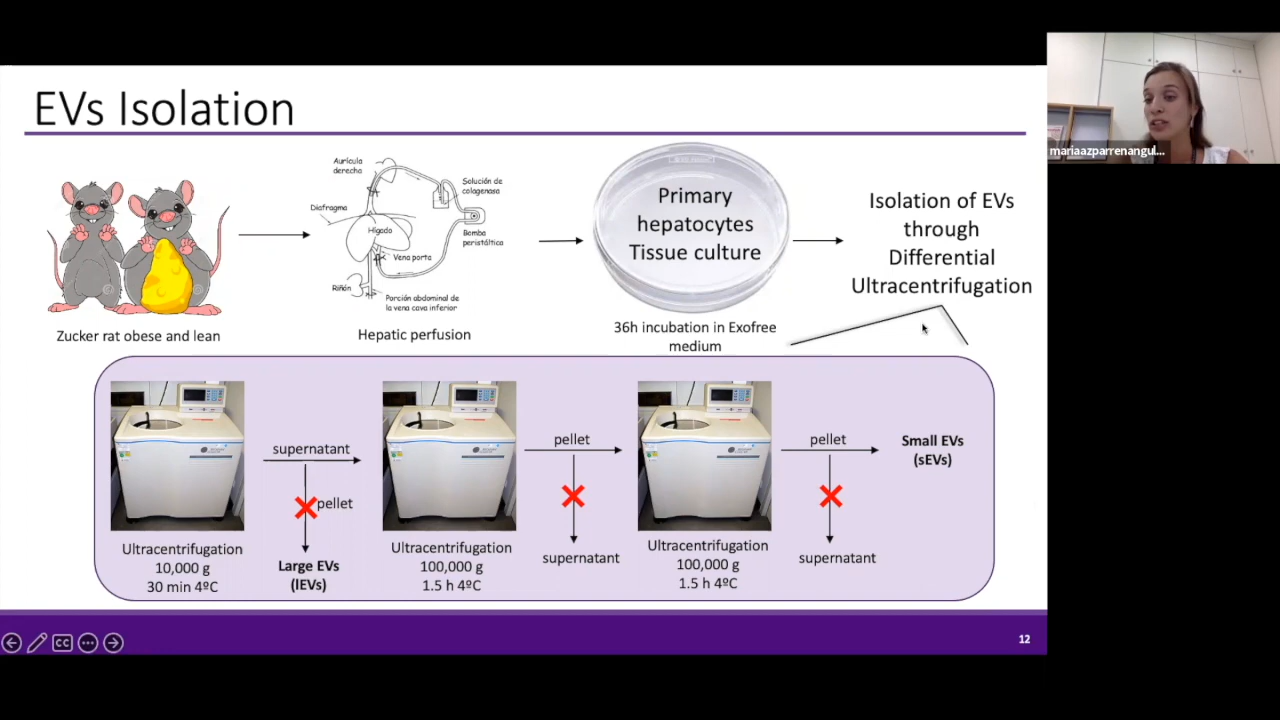 EVs Isolation
mariaazparrenangul...
Zucker rat obese and lean
Aurícula
derecha
Solución de
colagenasa
Diafragma
Hígado
Bomba
peristáltica
Vena porta
Riñón
Porción abdominal de
la vena cava inferior
Hepatic perfusion
Primary
hepatocytes
Tissue culture
36h incubation in Exofree
medium
Isolation of EVs
through
Differential
Ultracentrifugation
Ultracentrifugation
10,000 g
30 min 4ºC
supernatant
pellet
Large EVs
(lEVs)
Ultracentrifugation
100,000 g
1.5 h 4ºC
pellet
supernatant
Ultracentrifugation
100,000 g
1.5 h 4ºC
pellet
supernatant
Small EVs
(sEVs)
CC
12